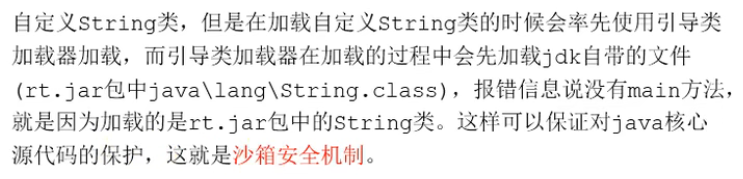 自定义String类，但是在加载自定义String类的时候会率先使用引导类
加载器加载，而引导类加载器在加载的过程中会先加载jdk自带的文件
(rt.jar包中java\lang\String.class)，报错信息说没有main方法，
就是因为加载的是rt.jar包中的String类。这样可以保证对java核心
源代码的保护，这就是沙箱安全机制。